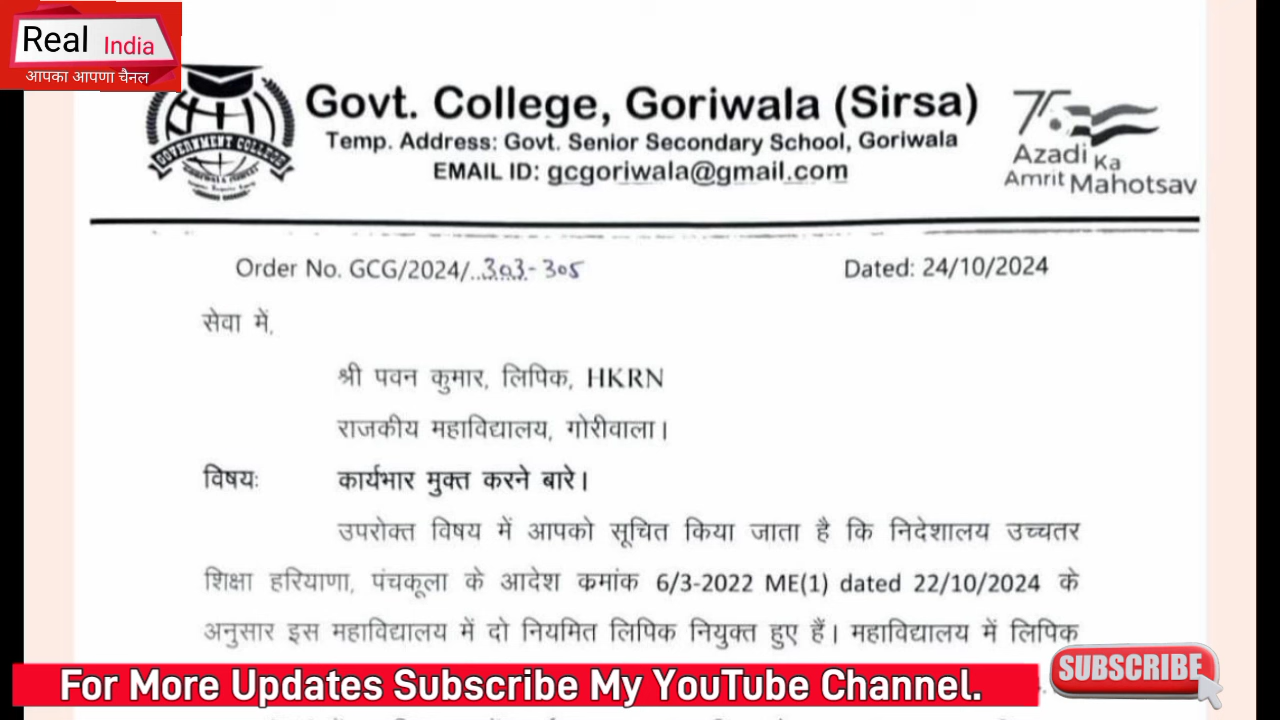 Real India
आपका आपणा चैनल
GOVERNMENT COLLEGE
Govt. College, Goriwala (Sirsa)
Temp. Address: Govt. Senior Secondary School, Goriwala
EMAIL ID: gcgoriwala@gmail.com
75
Azadi Ka
Amrit Mahotsav
Order No. GCG/2024/..303-305
Dated: 24/10/2024
सेवा में,
श्री पवन कुमार, लिपिक, HKRN
राजकीय महाविद्यालय, गोरीवाला।
विषयः कार्यभार मुक्त करने बारे।
उपरोक्त विषय में आपको सूचित किया जाता है कि निदेशालय उच्चतर
शिक्षा हरियाणा, पंचकूला के आदेश कमांक 6/3-2022 ME(1) dated 22/10/2024 के
अनुसार इस महाविद्यालय में दो नियमित लिपिक नियुक्त हुए हैं। महाविद्यालय में लिपिक
For More Updates Subscribe My YouTube Channel.
SUBSCRIBE